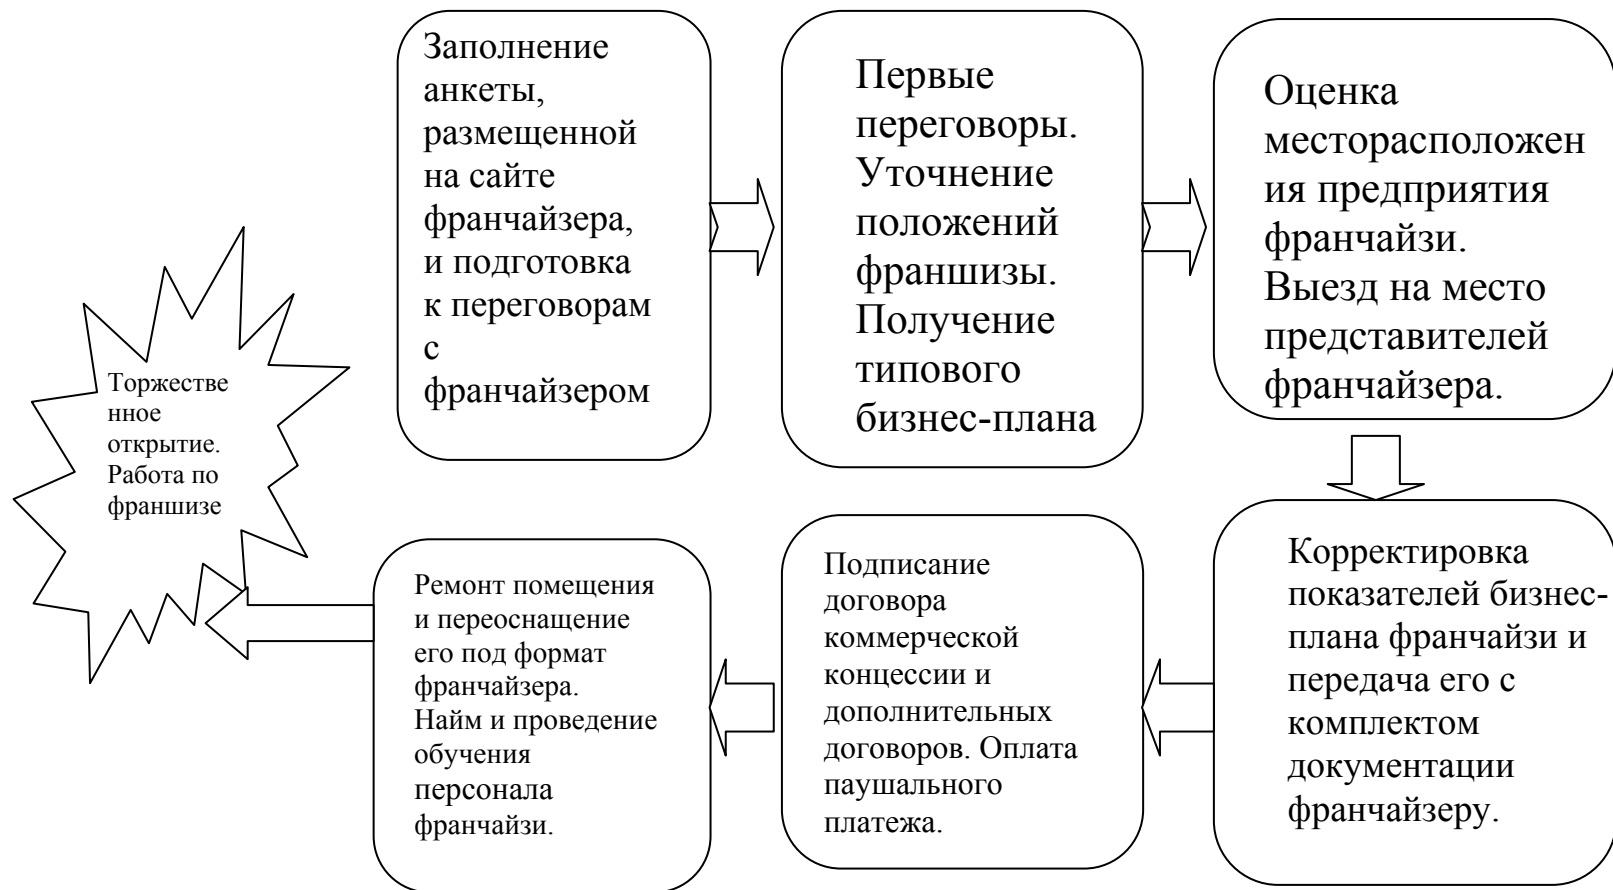 Заполнение
анкеты,
размещенной
на сайте
франчайзера,
и подготовка
к переговорам
с
франчайзером
Первые
переговоры.
Уточнение
положений
франшизы.
Получение
типового
бизнес-плана
Оценка
месторасположен
ия предприятия
франчайзи.
Выезд на место
представителей
франчайзера.
Корректировка
показателей бизнес-
плана франчайзи и
передача его с
комплектом
документации
франчайзеру.
Подписание
договора
коммерческой
концессии и
дополнительных
договоров. Оплата
паушального
платежа.
Ремонт помещения
и переоснащение
его под формат
франчайзера.
Найм и проведение
обучения
персонала
франчайзи.
Торжестве
нное
открытие.
Работа по
франшизе